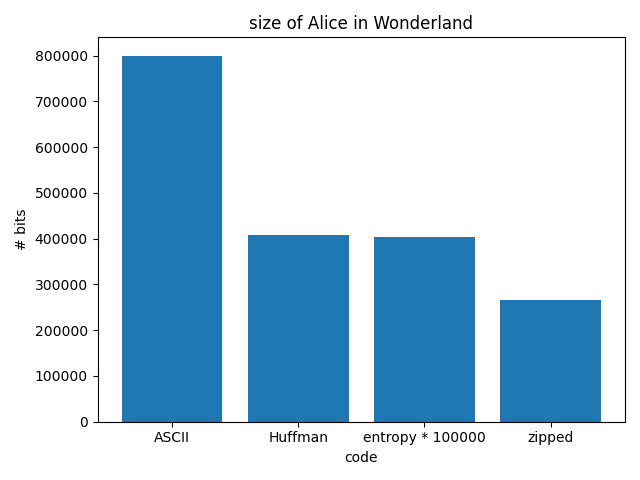 size of Alice in Wonderland
# bits
800000
700000
600000
500000
400000
300000
200000
100000
0
ASCII
Huffman
entropy * 100000
zipped
code